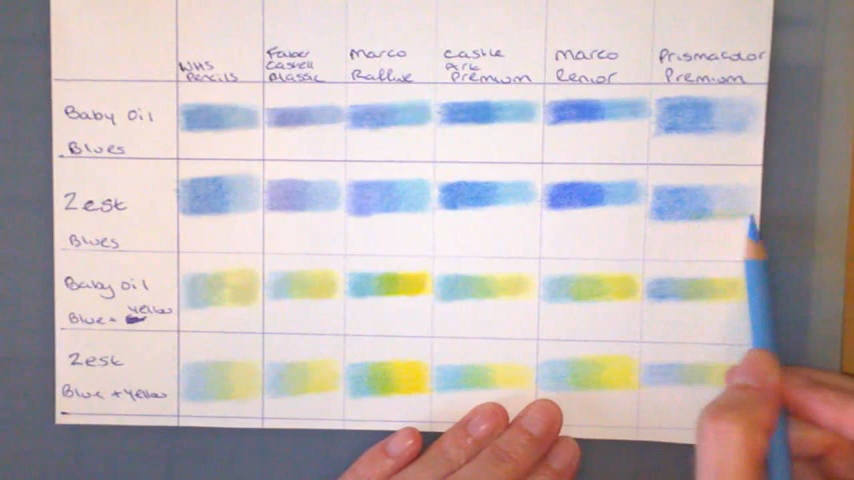 WHS
Pencils
Faber
Castell
Classic
Marco
Raffine
Castle
Art
Premium
Marco
Renior
Prismacolor
Premium
Baby Oil
Blues
Zest
Blues
Baby Oil
Blue + Yellow
Zest
Blue + Yellow